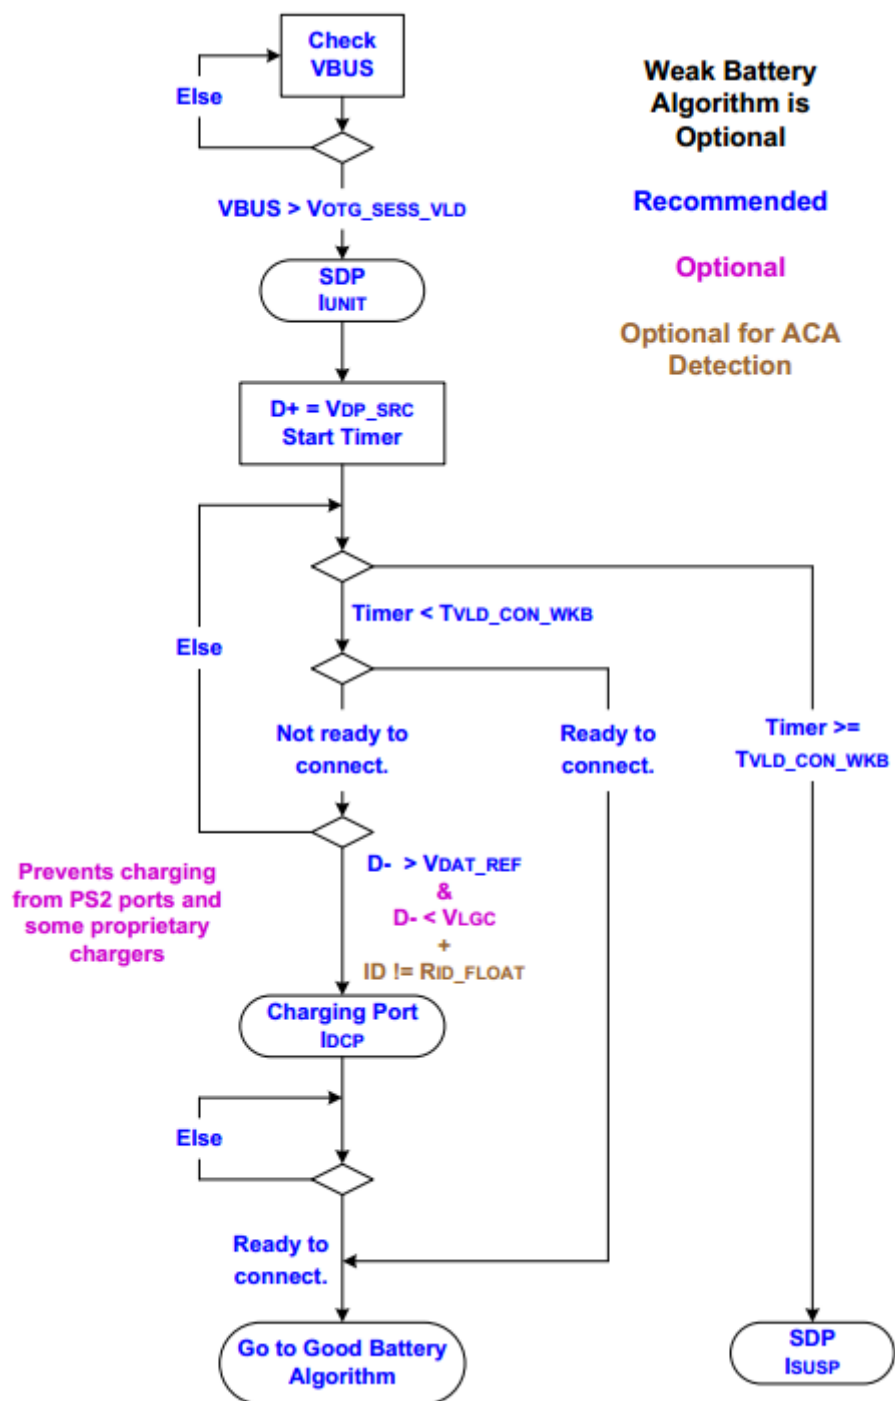 Check
VBUS
Weak Battery
Algorithm is
Optional
Else
Recommended
VBUS > VOTG_SESS_VLD
Optional
SDP
IUNIT
Optional for ACA
Detection
D+ = VDP_SRC
Start Timer
Timer < TVLD_CON_WKB
Else
Not ready to
connect.
Ready to
connect.
Timer >=
TVLD_CON_WKB
Prevents charging
from PS2 ports and
some proprietary
chargers
D- > VDAT_REF
&
D- < VLGC
+
ID != RID_FLOAT
Charging Port
IDCP
Else
Ready to
connect.
Go to Good Battery
Algorithm
SDP
ISUSP